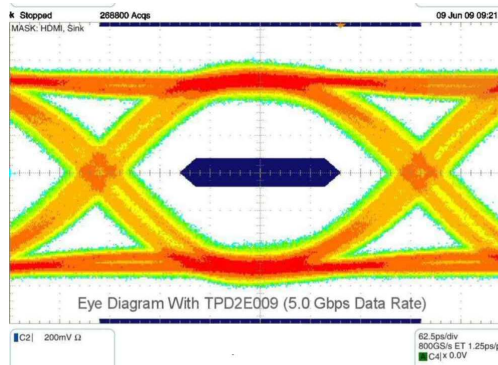 k Stopped 268800 Acqs 09 Jun 09 09:21
MASK: HDMI, Sink
Eye Diagram With TPD2E009 (5.0 Gbps Data Rate)
C2 200mV Ω 62.5ps/div
800GS/s ET 1.25ps/p
A C4 x 0.0V